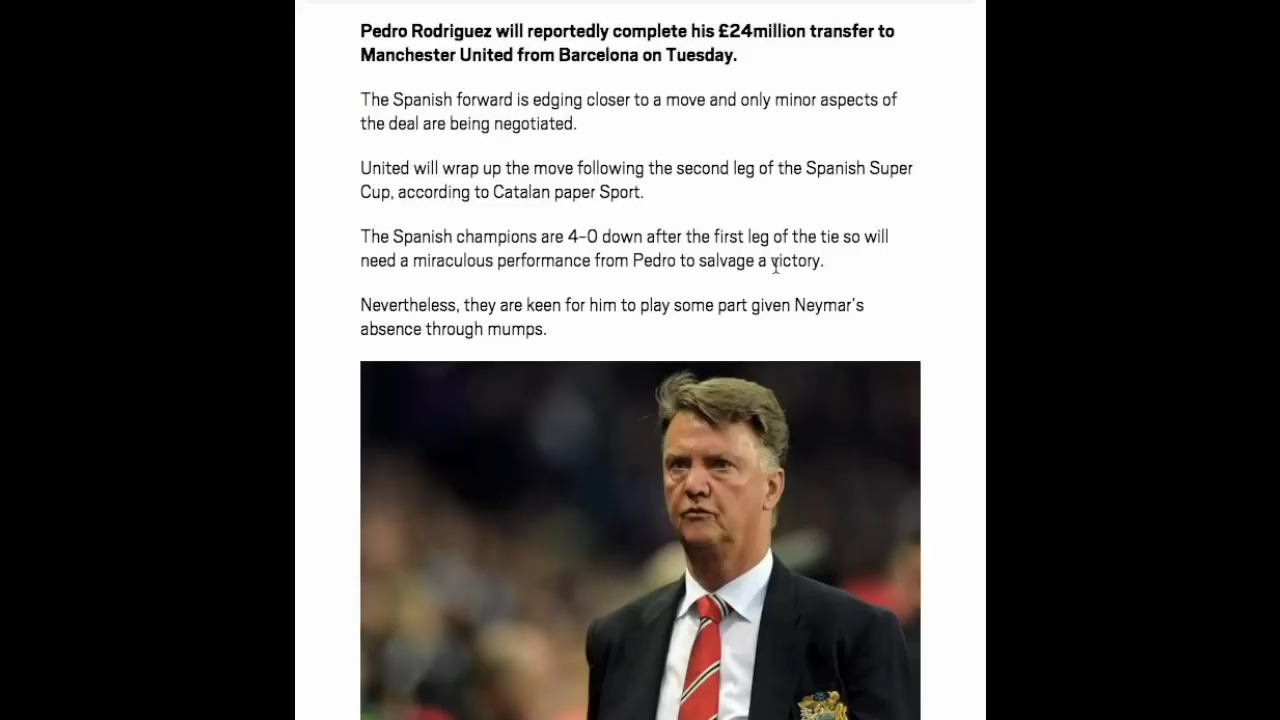 Pedro Rodriguez will reportedly complete his £24million transfer to
Manchester United from Barcelona on Tuesday.
The Spanish forward is edging closer to a move and only minor aspects of
the deal are being negotiated.
United will wrap up the move following the second leg of the Spanish Super
Cup, according to Catalan paper Sport.
The Spanish champions are 4-0 down after the first leg of the tie so will
need a miraculous performance from Pedro to salvage a victory.
Nevertheless, they are keen for him to play some part given Neymar's
absence through mumps.